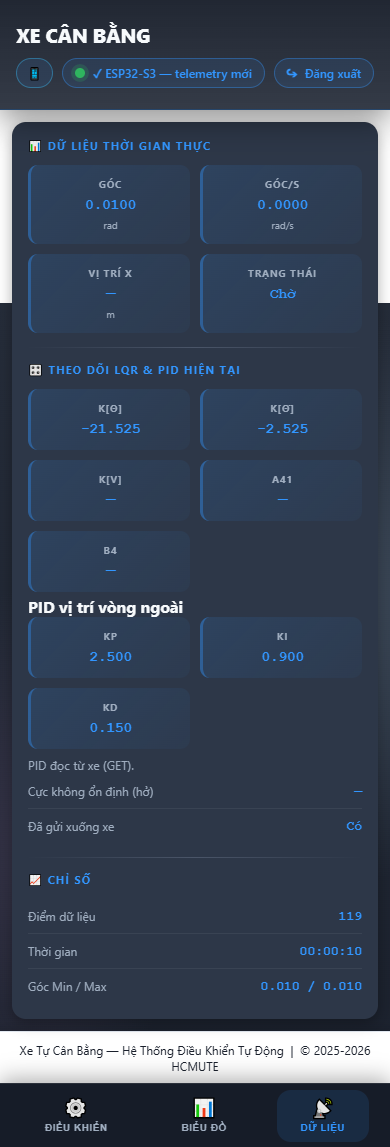 XE CÂN BẰNG
✓ ESP32-S3 — telemetry mới
Đăng xuất
DỮ LIỆU THỜI GIAN THỰC
GÓC
0.0100
rad
GÓC/S
0.0000
rad/s
VỊ TRÍ X
—
m
TRẠNG THÁI
Chờ
THEO DÕI LQR & PID HIỆN TẠI
K[Θ]
-21.525
K[Θ̇]
-2.525
K[V]
—
A41
—
B4
—
PID vị trí vòng ngoài
KP
2.500
KI
0.900
KD
0.150
PID đọc từ xe (GET).
Cực không ổn định (hở) —
Đã gửi xuống xe Có
CHỈ SỐ
Điểm dữ liệu 119
Thời gian 00:00:10
Góc Min / Max 0.010 / 0.010
Xe Tự Cân Bằng — Hệ Thống Điều Khiển Tự Động | © 2025-2026
HCMUTE
ĐIỀU KHIỂN
BIỂU ĐỒ
DỮ LIỆU